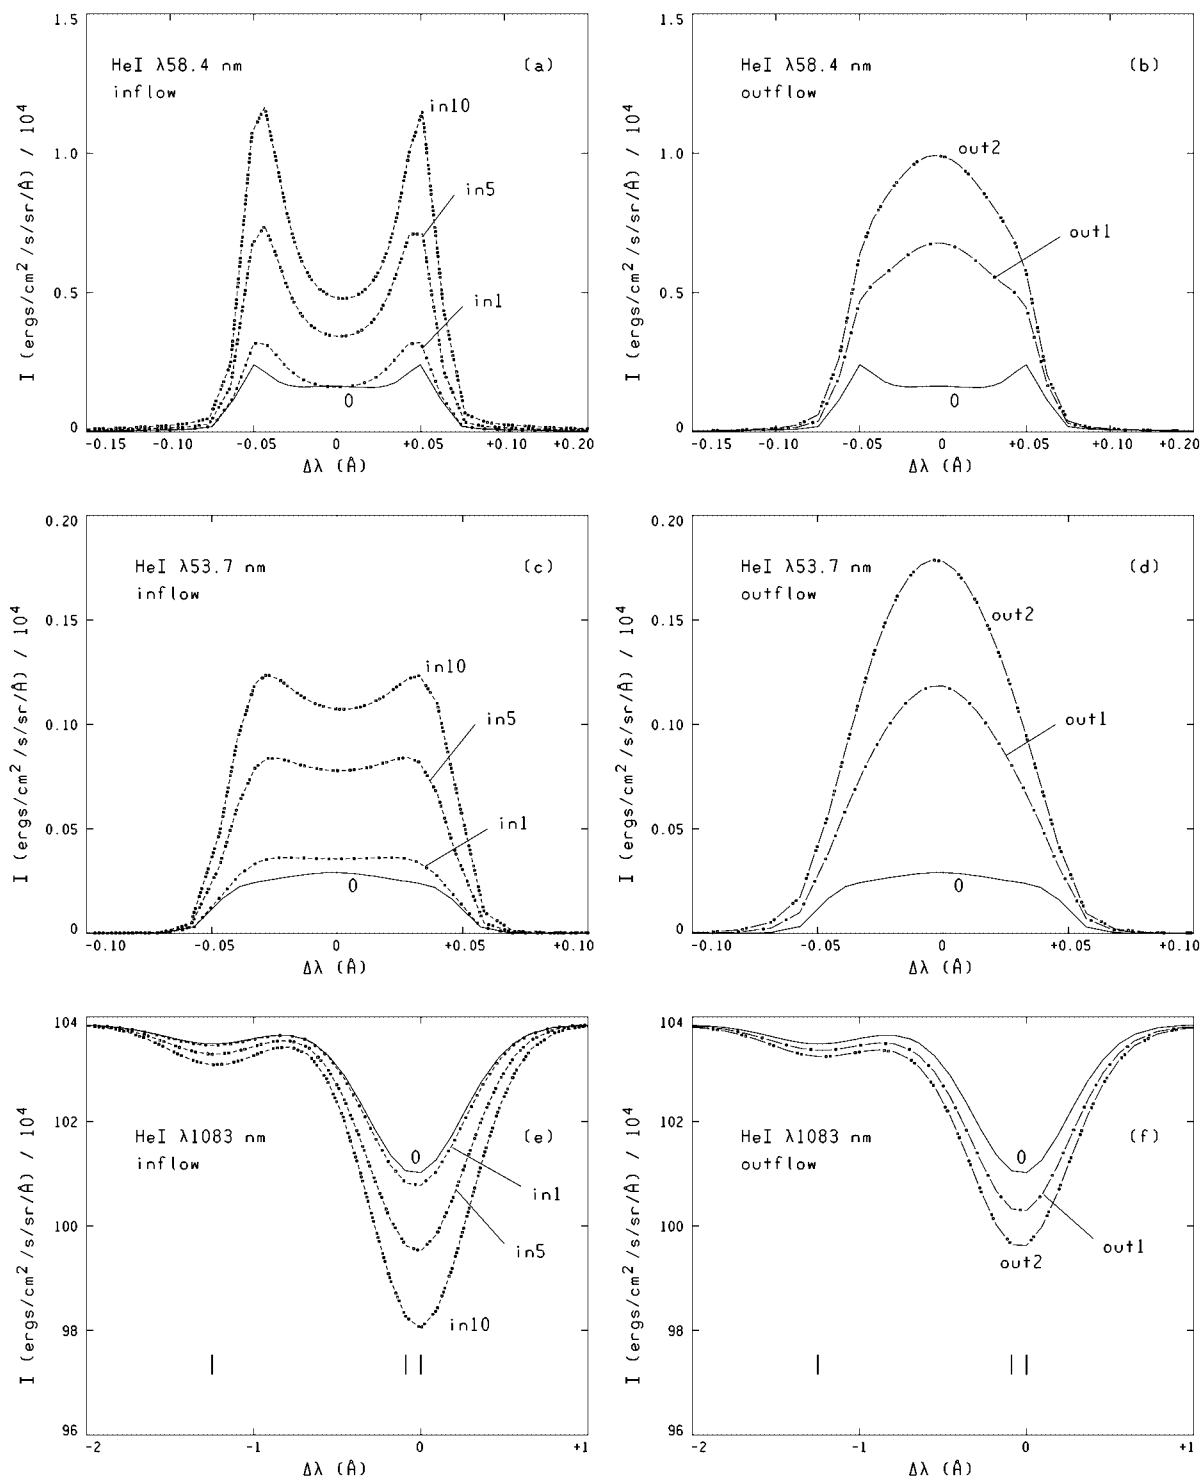 1.5
1.0
0.5
0
HeI λ58.4 nm
inflow
(a)
in10
in5
in1
0
-0.15 -0.10 -0.05 0 +0.05 +0.10 +0.20
Δλ (Å)
I (ergs/cm² /s/sr/Å) / 10⁴
1.5
1.0
0.5
0
HeI λ58.4 nm
outflow
(b)
out2
out1
0
-0.15 -0.10 -0.05 0 +0.05 +0.10 +0.20
Δλ (Å)
I (ergs/cm² /s/sr/Å) / 10⁴
0.20
0.15
0.10
0.05
0
HeI λ53.7 nm
inflow
(c)
in10
in5
in1
0
-0.10 -0.05 0 +0.05 +0.10
Δλ (Å)
I (ergs/cm² /s/sr/Å) / 10⁴
0.20
0.15
0.10
0.05
0
HeI λ53.7 nm
outflow
(d)
out2
out1
0
-0.10 -0.05 0 +0.05 +0.10
Δλ (Å)
I (ergs/cm² /s/sr/Å) / 10⁴
104
102
100
98
96
HeI λ1083 nm
inflow
(e)
0
in1
in5
in10
-2 -1 0 +1
Δλ (Å)
I (ergs/cm² /s/sr/Å) / 10⁴
104
102
100
98
96
HeI λ1083 nm
outflow
(f)
0
out1
out2
-2 -1 0 +1
Δλ (Å)
I (ergs/cm² /s/sr/Å) / 10⁴